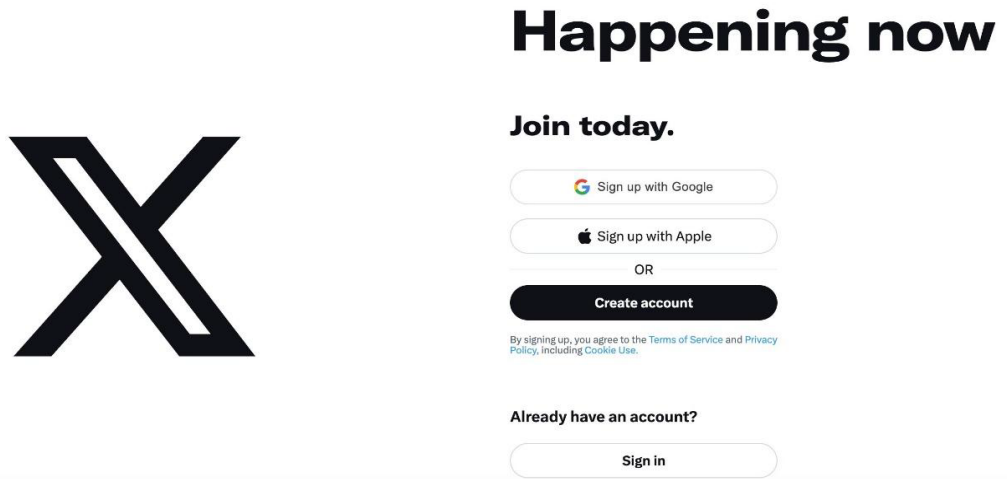 Happening now
Join today.
Sign up with Google
Sign up with Apple
OR
Create account
By signing up, you agree to the Terms of Service and Privacy
Policy, including Cookie Use.
Already have an account?
Sign in